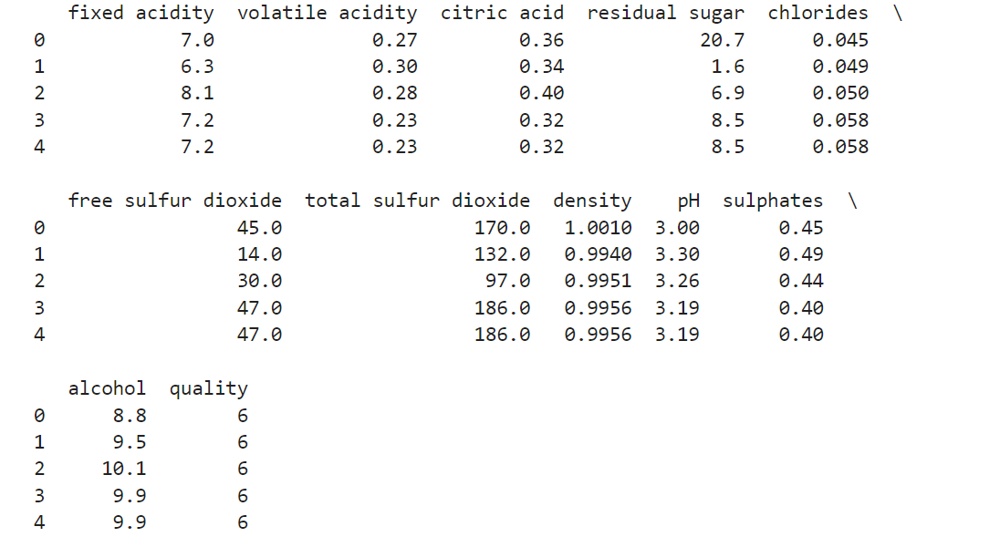 fixed acidity  volatile acidity  citric acid  residual sugar  chlorides  \
0            7.0              0.27         0.36            20.7      0.045
1            6.3              0.30         0.34             1.6      0.049
2            8.1              0.28         0.40             6.9      0.050
3            7.2              0.23         0.32             8.5      0.058
4            7.2              0.23         0.32             8.5      0.058

free sulfur dioxide  total sulfur dioxide  density    pH  sulphates  \
0                 45.0                 170.0   1.0010  3.00       0.45
1                 14.0                 132.0   0.9940  3.30       0.49
2                 30.0                  97.0   0.9951  3.26       0.44
3                 47.0                 186.0   0.9956  3.19       0.40
4                 47.0                 186.0   0.9956  3.19       0.40

alcohol  quality
0      8.8        6
1      9.5        6
2     10.1        6
3      9.9        6
4      9.9        6